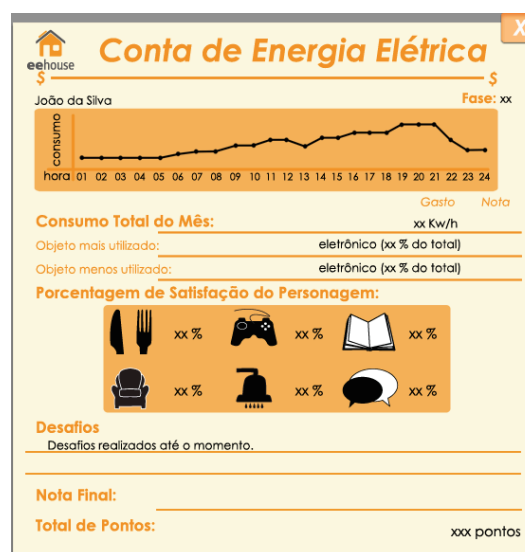 X
eehouse
Conta de Energia Elétrica
$ $
João da Silva Fase: xx
consumo
hora 01 02 03 04 05 06 07 08 09 10 11 12 13 14 15 16 17 18 19 20 21 22 23 24
Gasto Nota
Consumo Total do Mês: xx Kw/h
Objeto mais utilizado: eletrônico (xx % do total)
Objeto menos utilizado: eletrônico (xx % do total)
Porcentagem de Satisfação do Personagem:
xx % xx % xx %
xx % xx % xx %
Desafios
Desafios realizados até o momento.
Nota Final:
Total de Pontos: xxx pontos